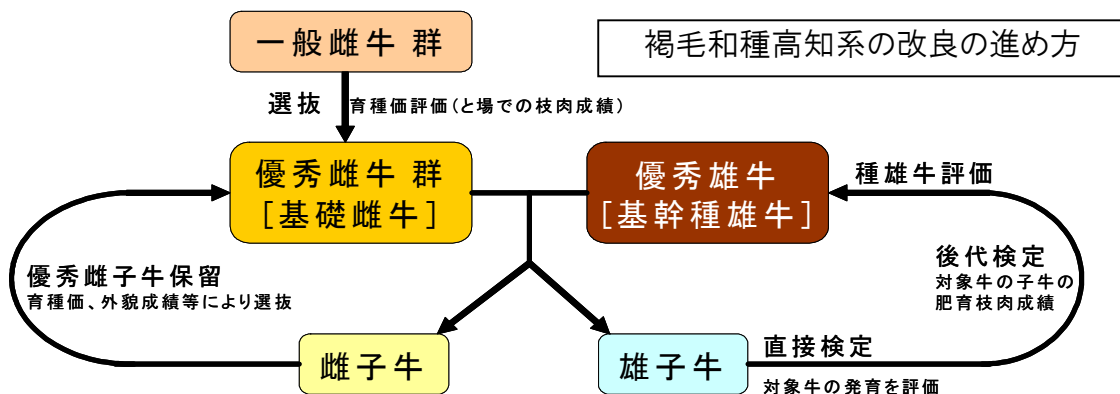 一般雌牛 群
褐毛和種高知系の改良の進め方
選抜 育種価評価(と場での枝肉成績)
優秀雌牛 群
[基礎雌牛]
優秀雄牛
[基幹種雄牛]
種雄牛評価
優秀雌子牛保留
育種価、外貌成績等により選抜
後代検定
対象牛の子牛の
肥育枝肉成績
雌子牛
雄子牛
直接検定
対象牛の発育を評価